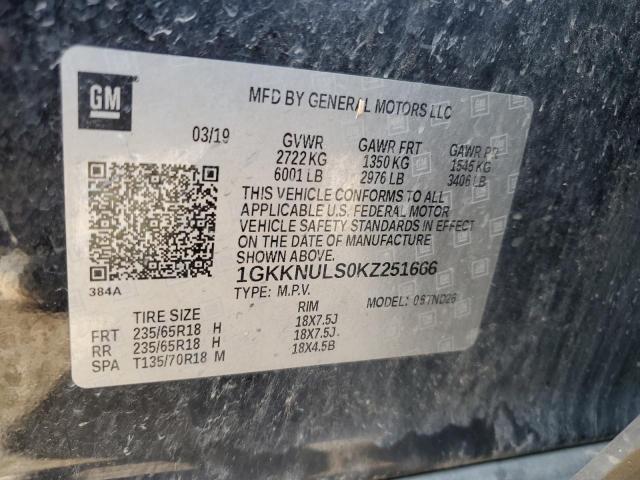 GM
MFD BY GENERAL MOTORS LLC
03/19 GVWR GAWR FRT GAWR RR
2722 KG 1350 KG 1545 KG
6001 LB 2976 LB 3406 LB
THIS VEHICLE CONFORMS TO ALL
APPLICABLE U.S. FEDERAL MOTOR
VEHICLE SAFETY STANDARDS IN EFFECT
ON THE DATE OF MANUFACTURE
SHOWN ABOVE.
1GKKNULS0KZ251666
384A
TYPE: M.P.V. MODEL:
TIRE SIZE RIM
FRT 235/65R18 H 18X7.5J
RR 235/65R18 H 18X7.5J
SPA T135/70R18 M 18X4.5B